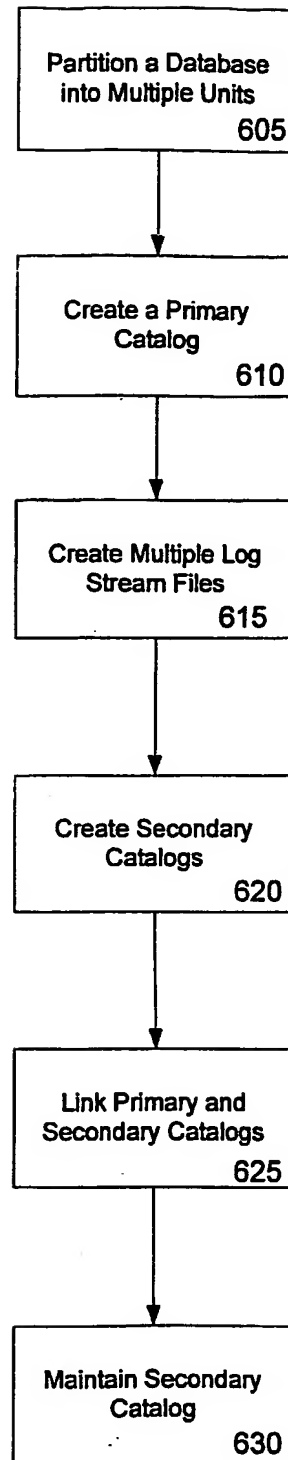 Partition a Database
into Multiple Units
605
Create a Primary
Catalog
610
Create Multiple Log
Stream Files
615
Create Secondary
Catalogs
620
Link Primary and
Secondary Catalogs
625
Maintain Secondary
Catalog
630